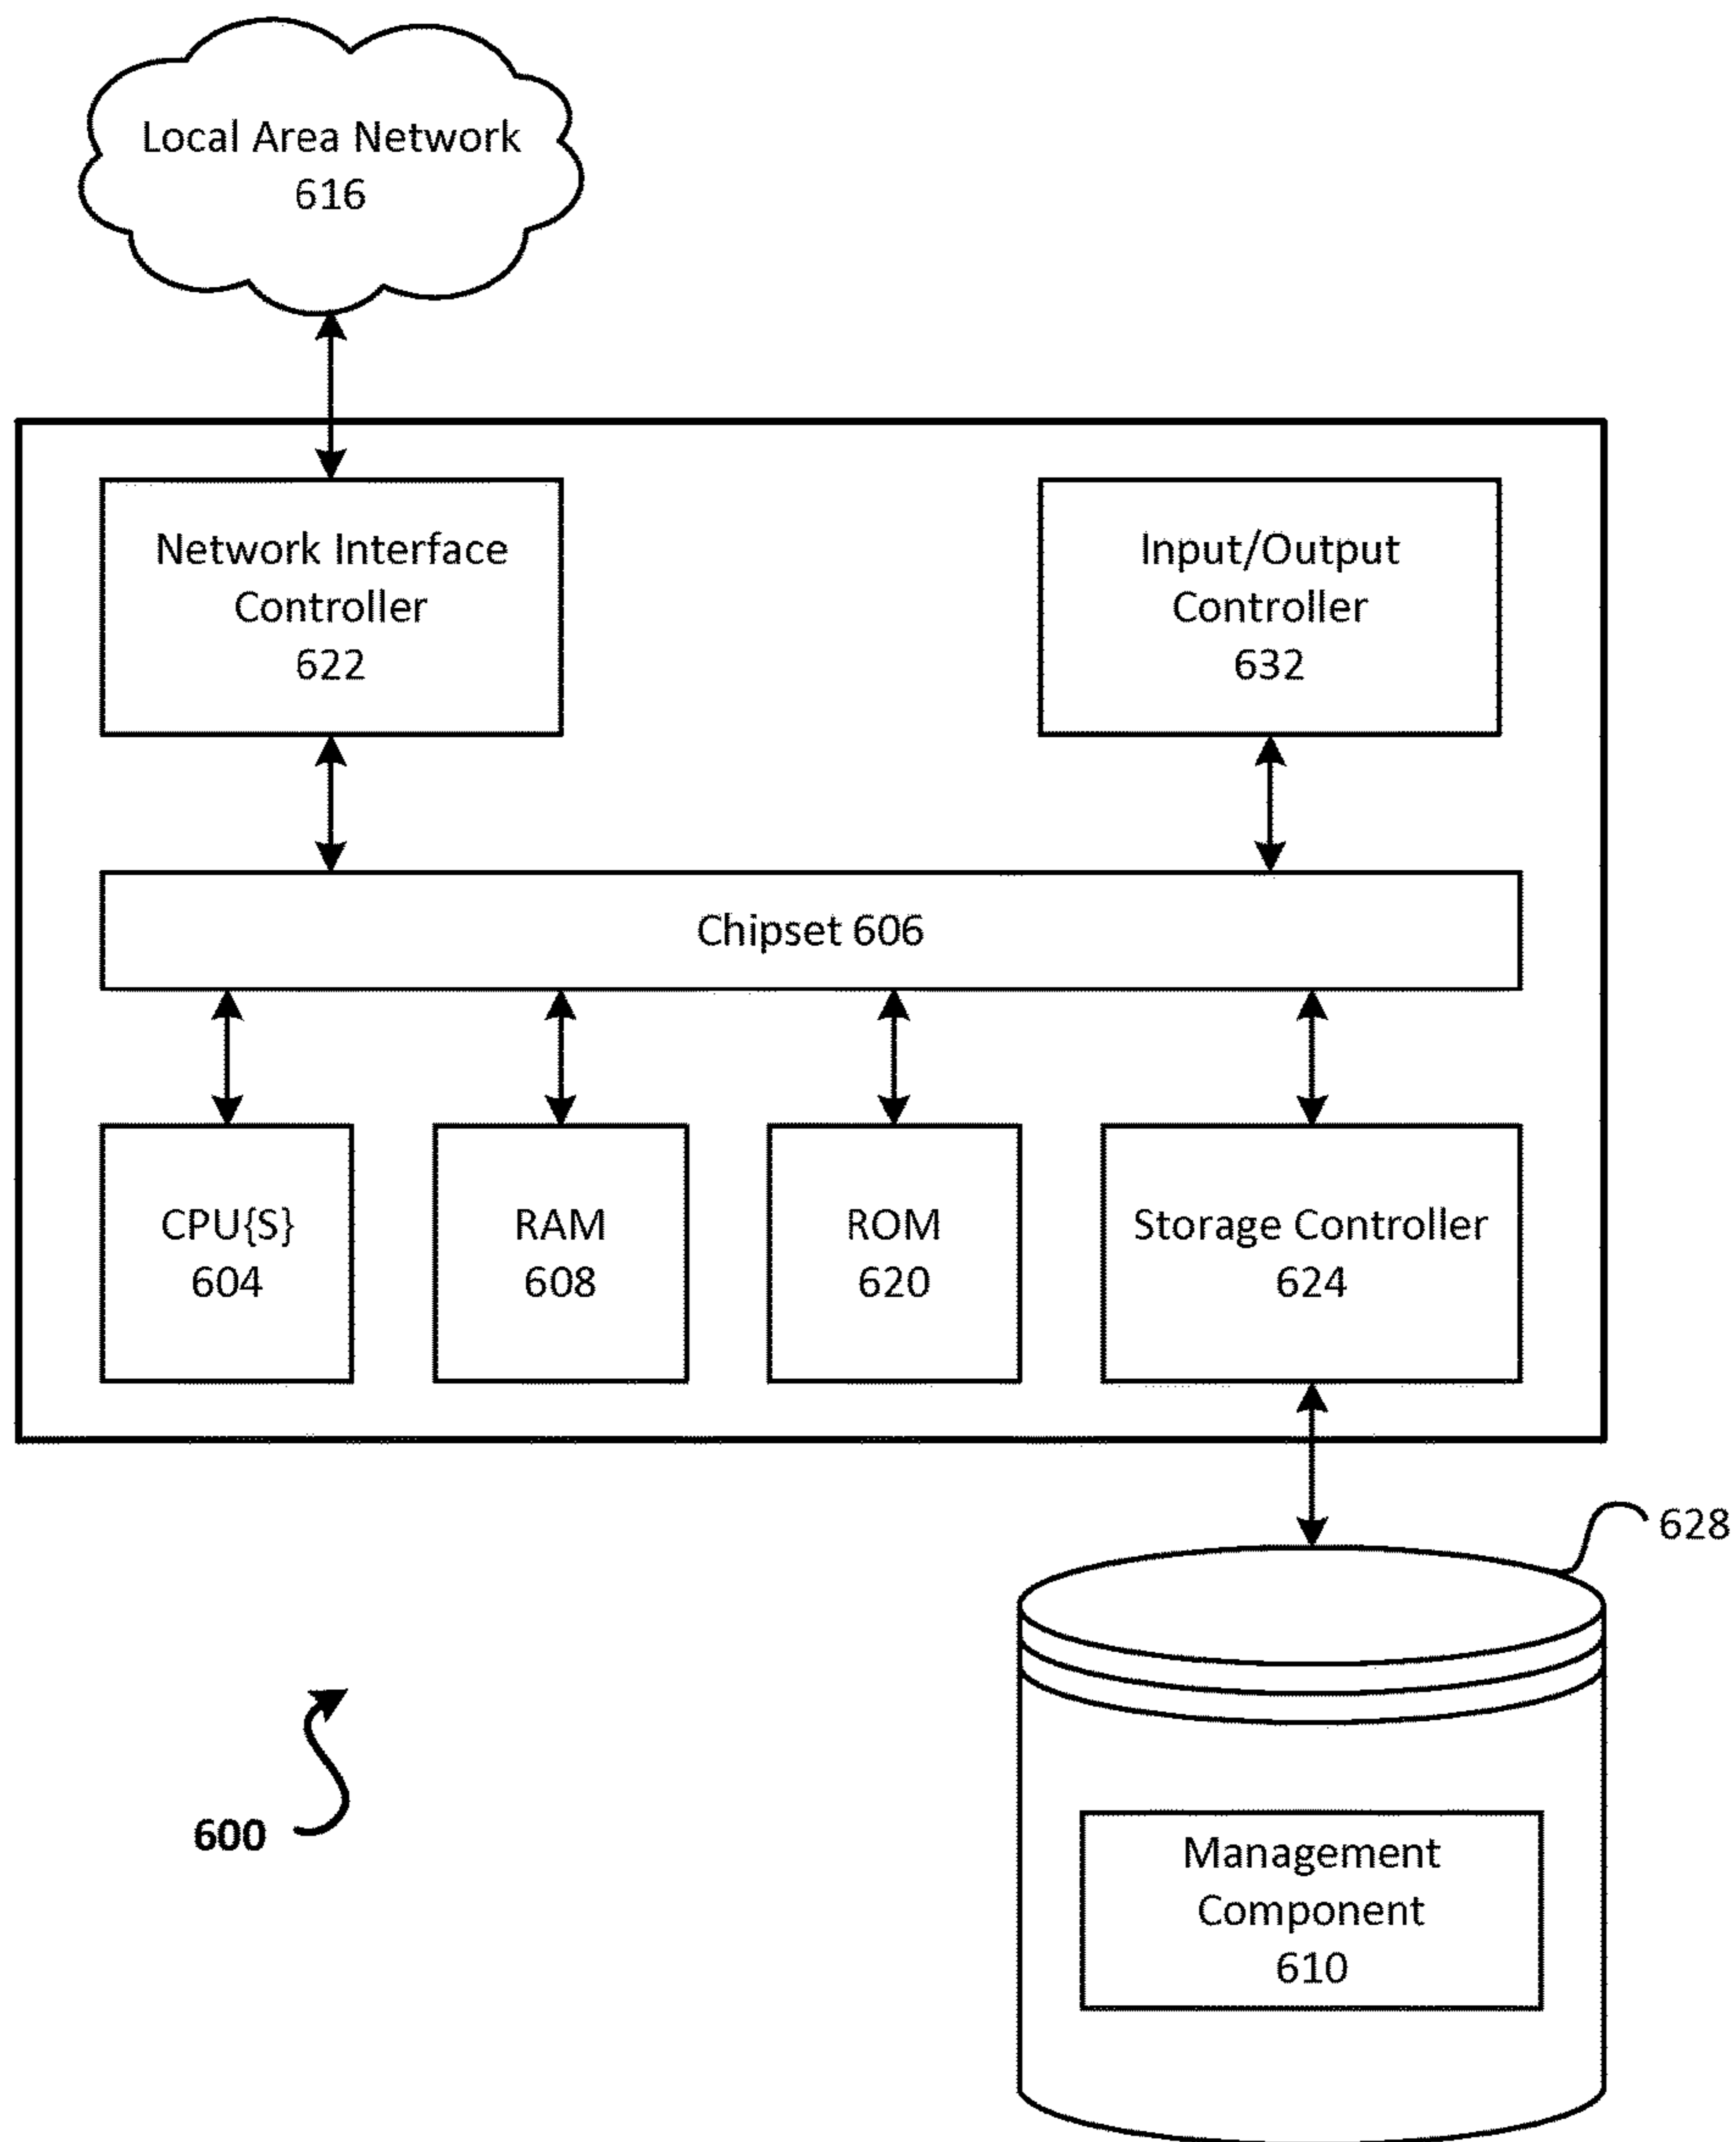 Local Area Network
616
Network Interface
Controller
622
Input/Output
Controller
632
Chipset 606
CPU{S}
604
RAM
608
ROM
620
Storage Controller
624
628
600
Management
Component
610